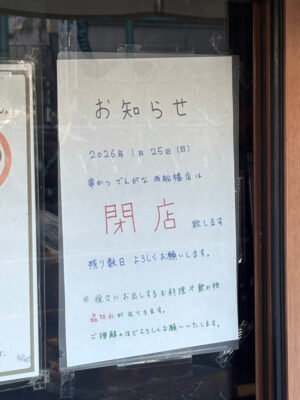 お知らせ
2026年 1月 25日(日)
串かつ でんがな 西船橋店は
閉店 致します
残り数日 よろしくお願いします。
※徐々にお出しするお料理や飲み物
品切れが出てきます。
ご理解のほどよろしくお願いいたします。